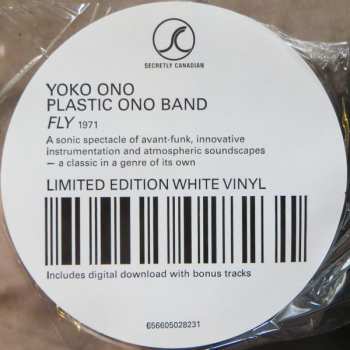 SECRETLY CANADIAN
YOKO ONO
PLASTIC ONO BAND
FLY 1971
A sonic spectacle of avant-funk, innovative
instrumentation and atmospheric soundscapes
– a classic in a genre of its own
LIMITED EDITION WHITE VINYL
Includes digital download with bonus tracks
656605028231